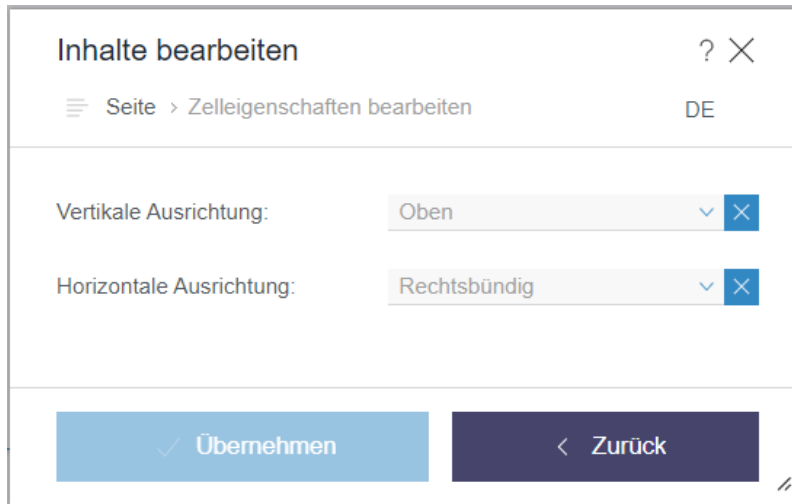 Inhalte bearbeiten ?
Seite > Zelleigenschaften bearbeiten DE
Vertikale Ausrichtung: Oben
Horizontale Ausrichtung: Rechtsbündig
Übernehmen < Zurück